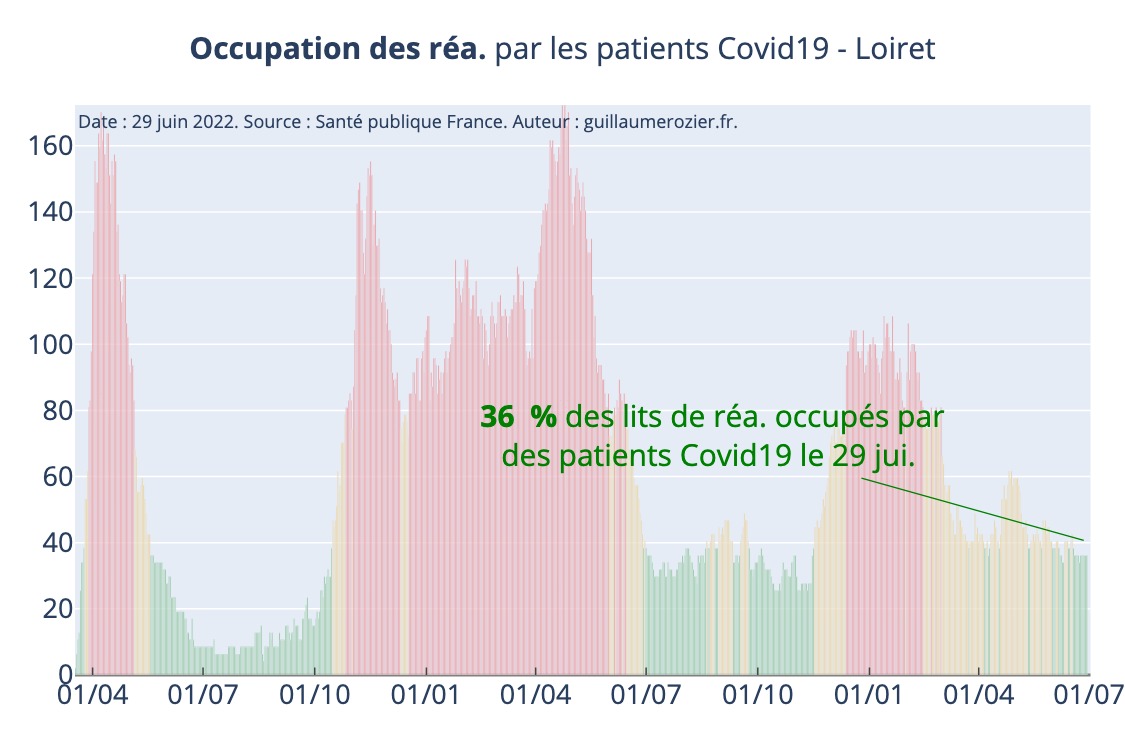 Occupation des réa. par les patients Covid19 - Loiret
Date : 29 juin 2022. Source : Santé publique France. Auteur : guillaumerozier.fr.
160
140
120
100
80
36 % des lits de réa. occupés par
des patients Covid19 le 29 jui.
60
40
20
0
01/04 01/07 01/10 01/01 01/04 01/07 01/10 01/01 01/04 01/07